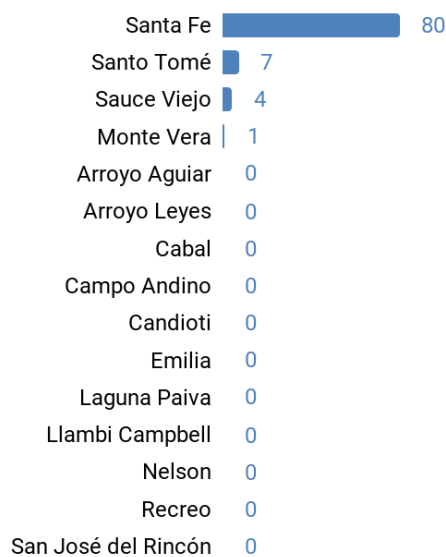 Santa Fe 80
Santo Tomé 7
Sauce Viejo 4
Monte Vera 1
Arroyo Aguiar 0
Arroyo Leyes 0
Cabal 0
Campo Andino 0
Candioti 0
Emilia 0
Laguna Paiva 0
Llambi Campbell 0
Nelson 0
Recreo 0
San José del Rincón 0